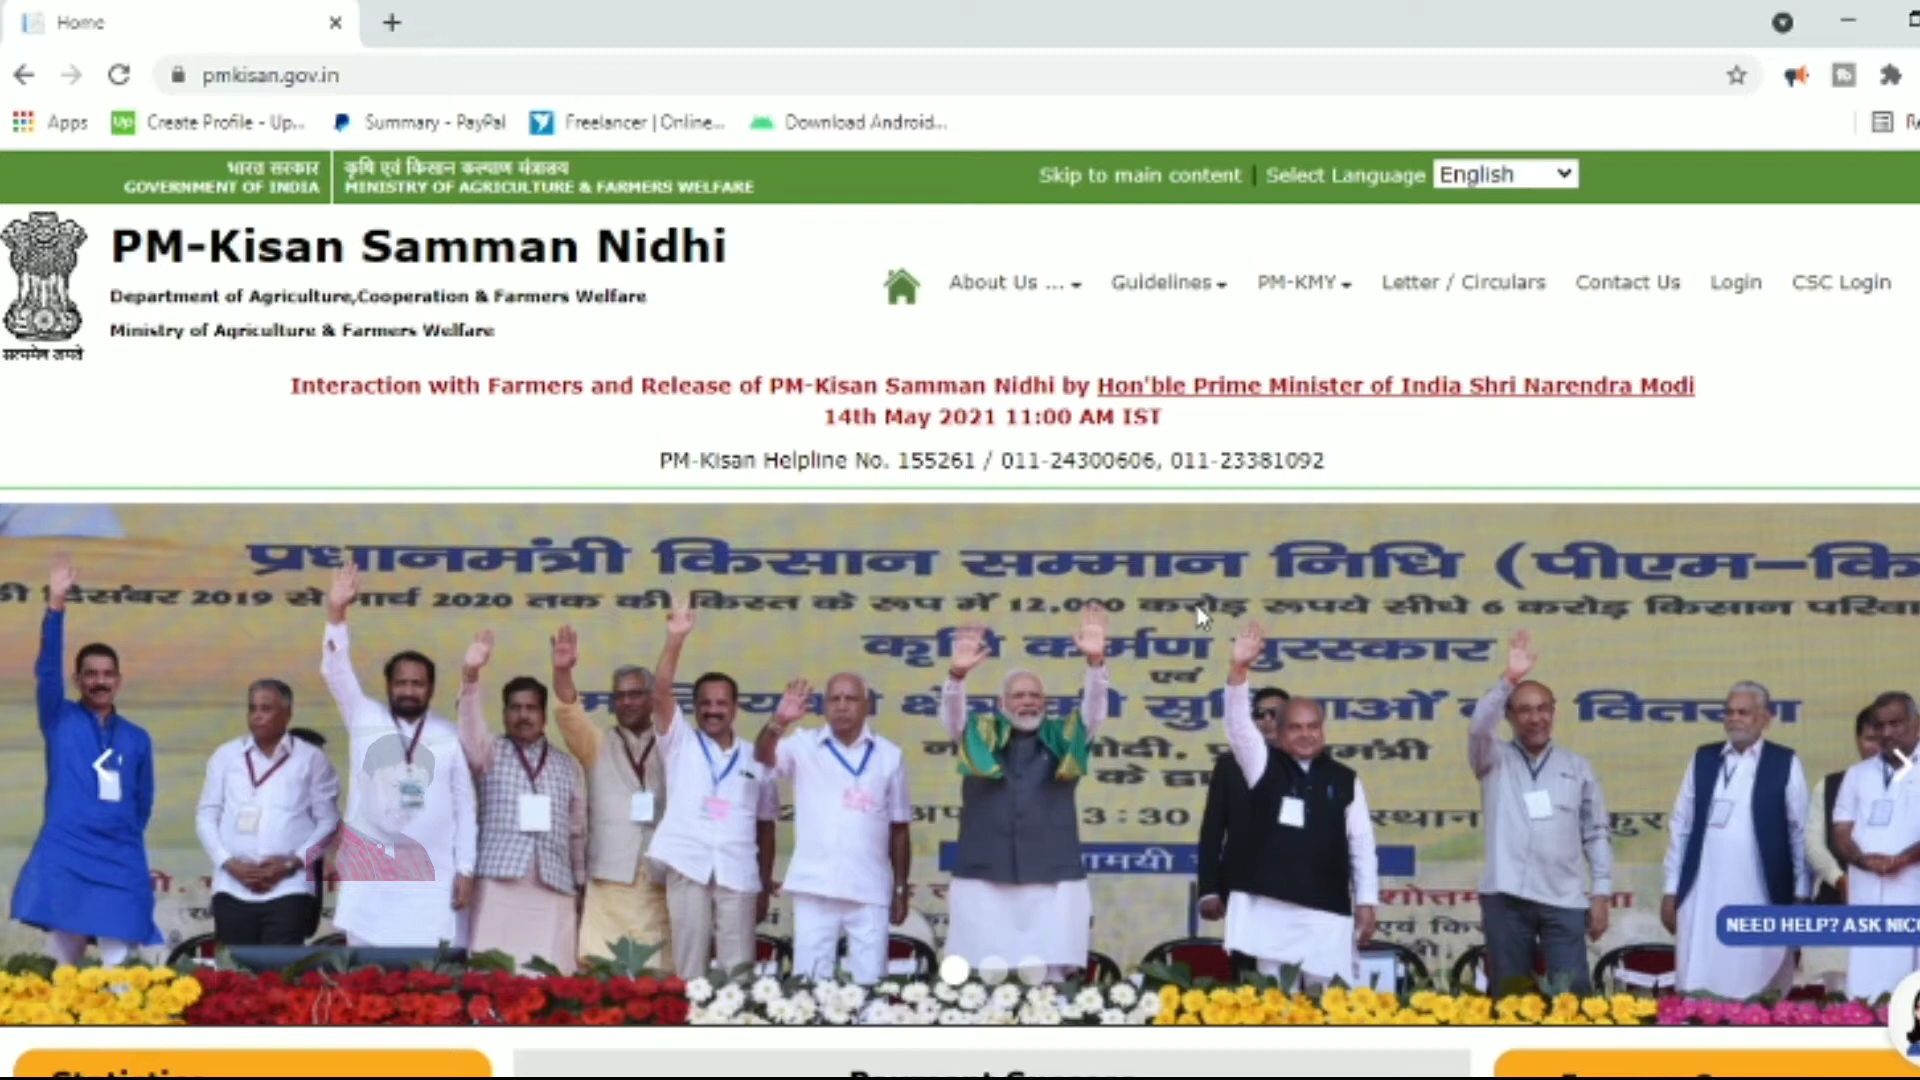 Home
pmkisan.gov.in
Apps
Create Profile - Up...
Summary - PayPal
Freelancer | Online...
Download Android...
भारत सरकार
GOVERNMENT OF INDIA
कृषि एवं किसान कल्याण मंत्रालय
MINISTRY OF AGRICULTURE & FARMERS WELFARE
Skip to main content
Select Language
English
PM-Kisan Samman Nidhi
Department of Agriculture,Cooperation & Farmers Welfare
Ministry of Agriculture & Farmers Welfare
सत्यमेव जयते
About Us ...
Guidelines
PM-KMY
Letter / Circulars
Contact Us
Login
CSC Login
Interaction with Farmers and Release of PM-Kisan Samman Nidhi by Hon'ble Prime Minister of India Shri Narendra Modi
14th May 2021 11:00 AM IST
PM-Kisan Helpline No. 155261 / 011-24300606, 011-23381092
प्रधानमंत्री किसान सम्मान निधि (पीएम-कि
दिसंबर 2019 से मार्च 2020 तक की किस्त के रूप में 12,000 करोड़ रूपये सीधे 6 करोड़ किसान
कृषि कर्मण पुरस्कार
एवं
वितरण
के
3:30
NEED HELP? ASK